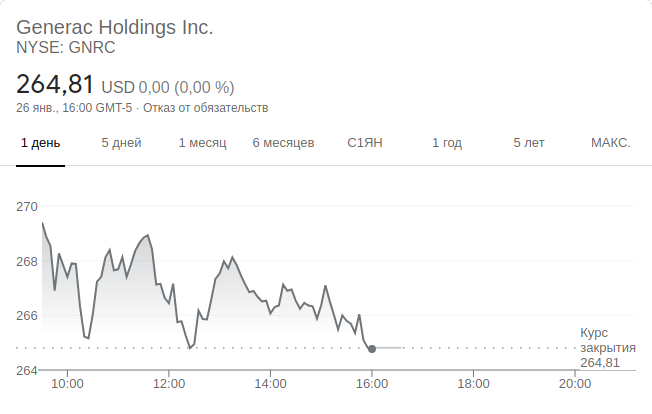 Generac Holdings Inc.
NYSE: GNRC
264,81 USD 0,00 (0,00 %)
26 янв., 16:00 GMT-5 · Отказ от обязательств
1 день 5 дней 1 месяц 6 месяцев С1ЯН 1 год 5 лет МАКС.
270
268
266
264
Курс
закрытия
264,81
10:00 12:00 14:00 16:00 18:00 20:00